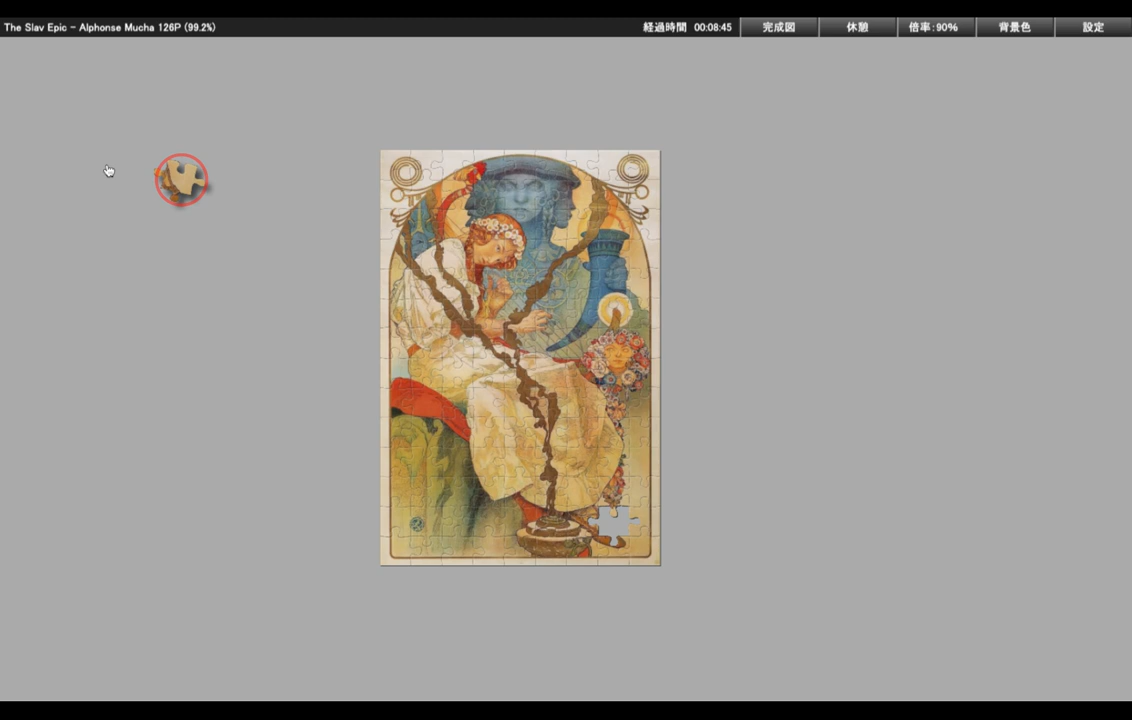 The Slav Epic - Alphonse Mucha 126P (99.2%) 経過時間 00:08:45 完成図 休憩 倍率:90% 背景色 設定